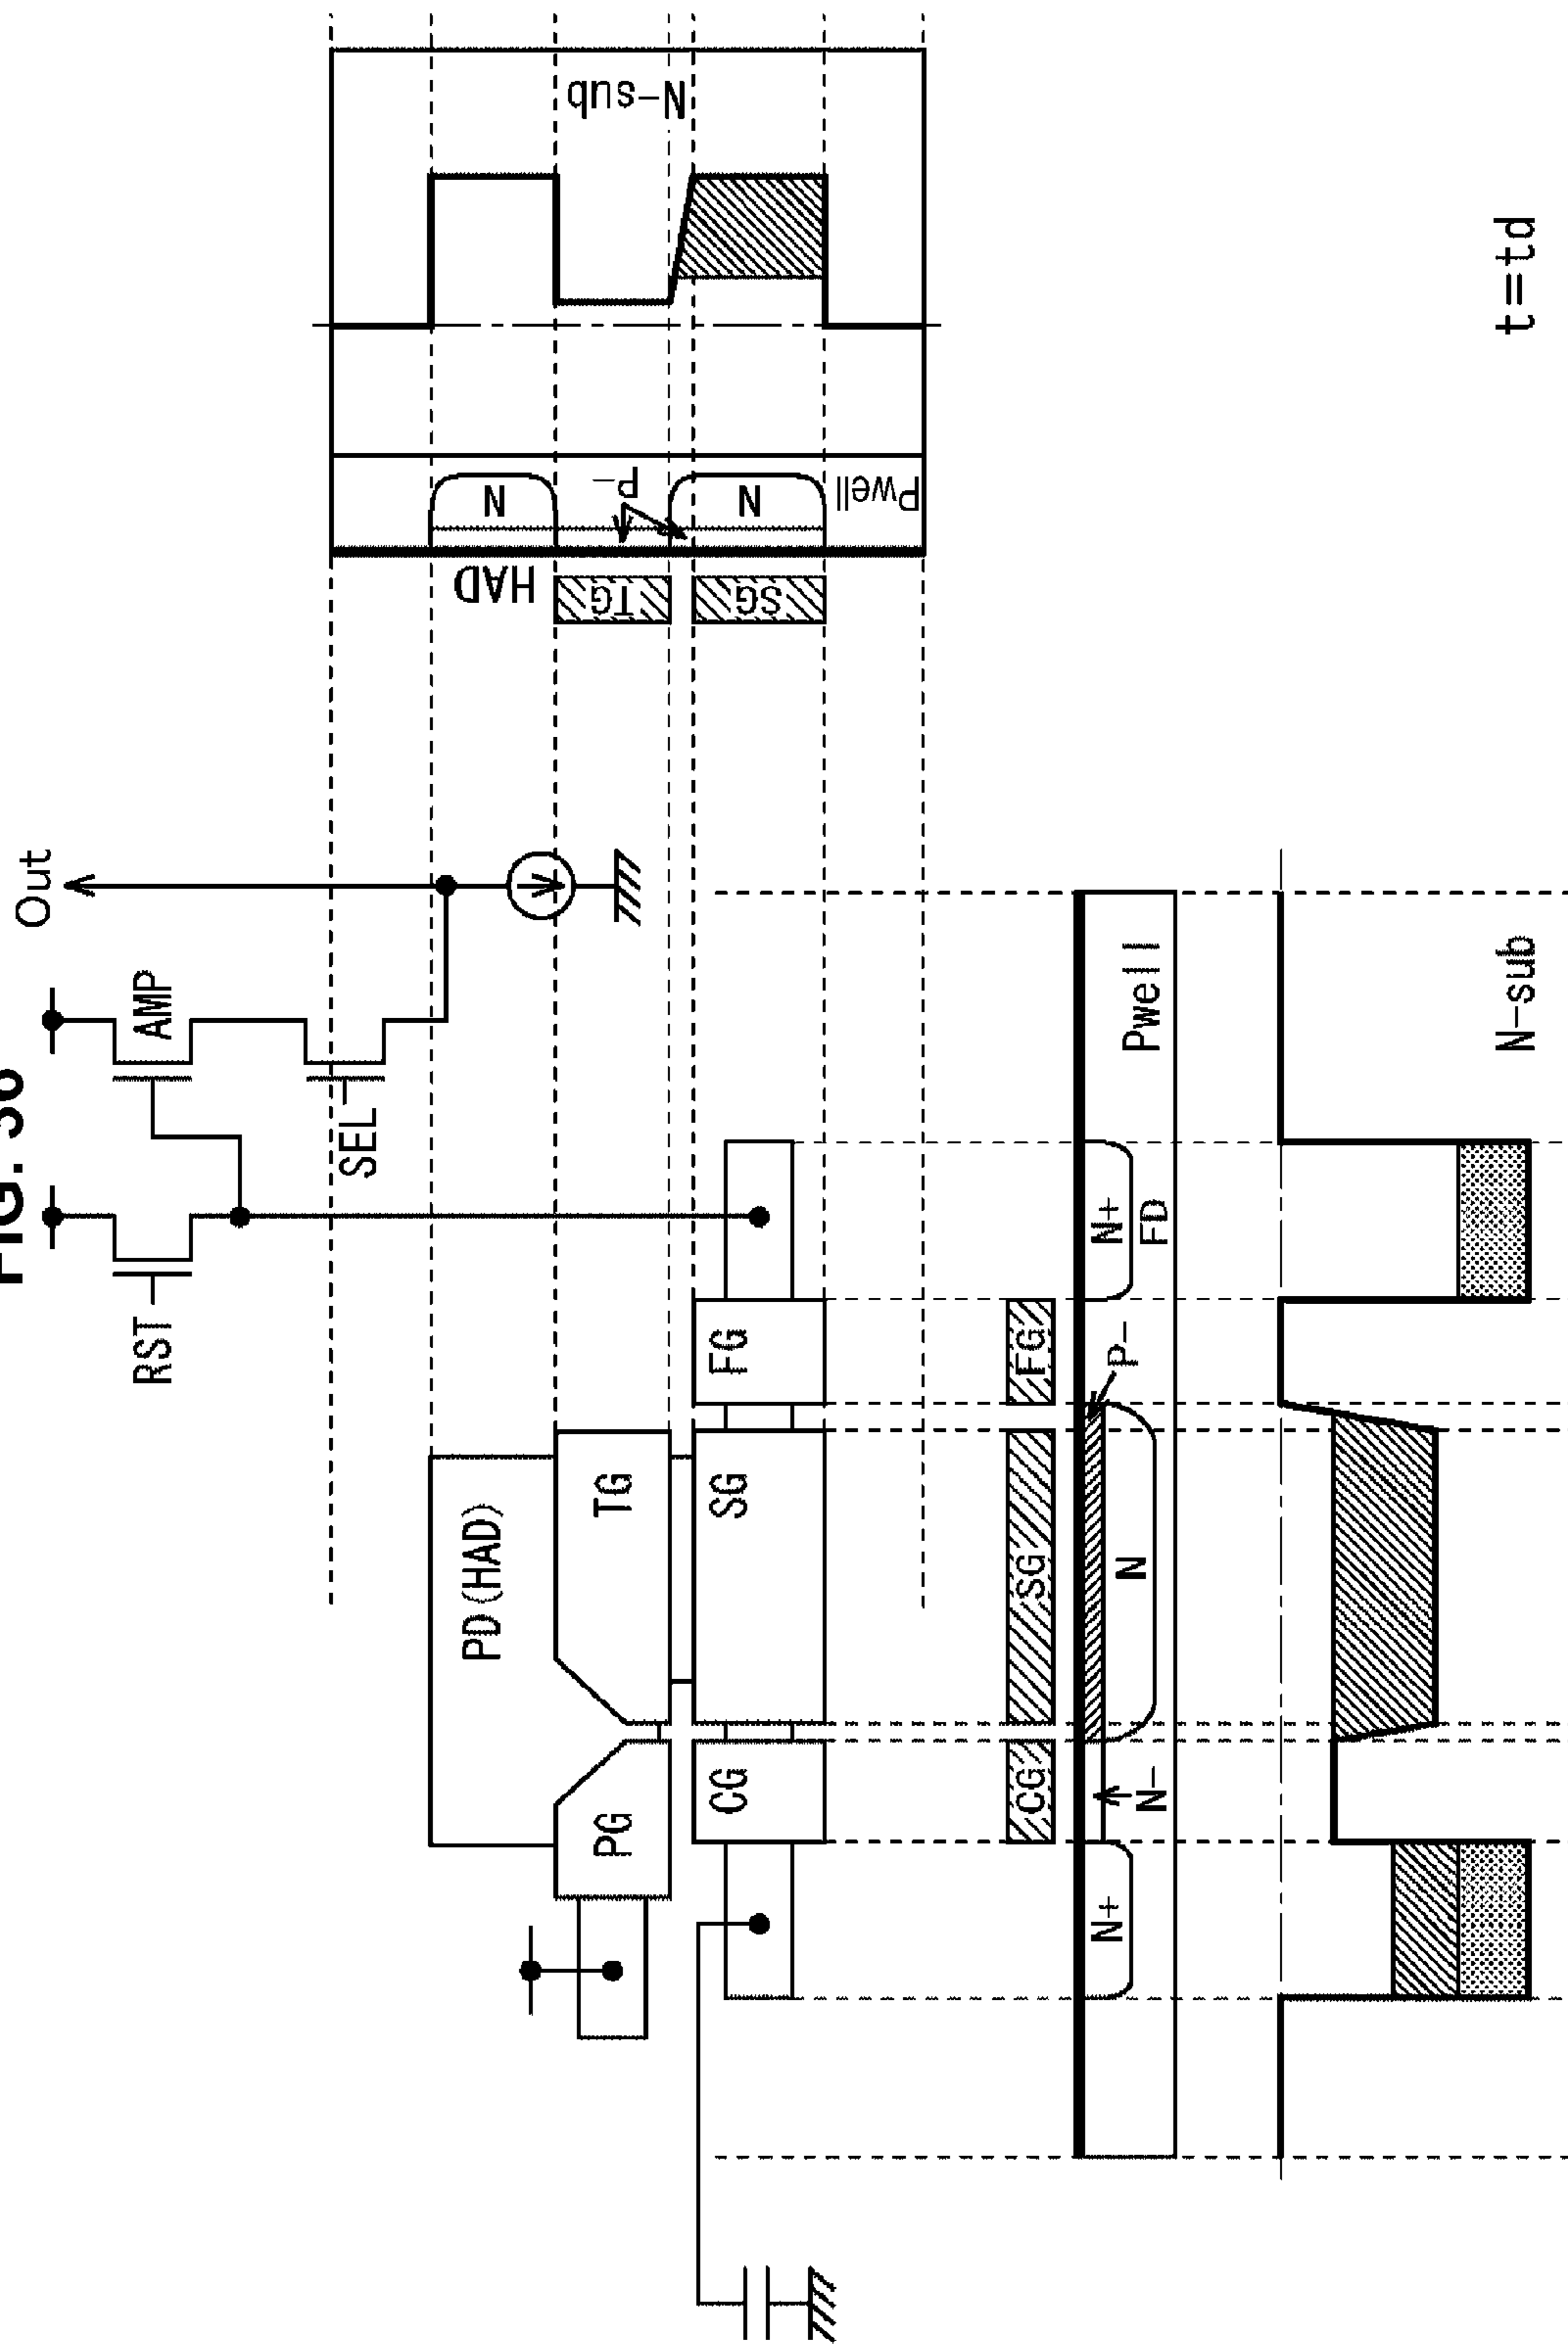 FIG. 36
Out
RST
AMP
SEL
PD(HAD)
PG
TG
CG
SG
FG
HAD
TG
SG
N
P-
N
Pwell
N-sub
CG
SG
FG
N+
N-
N
P-
N+
FD
Pwell
N-sub
t=td